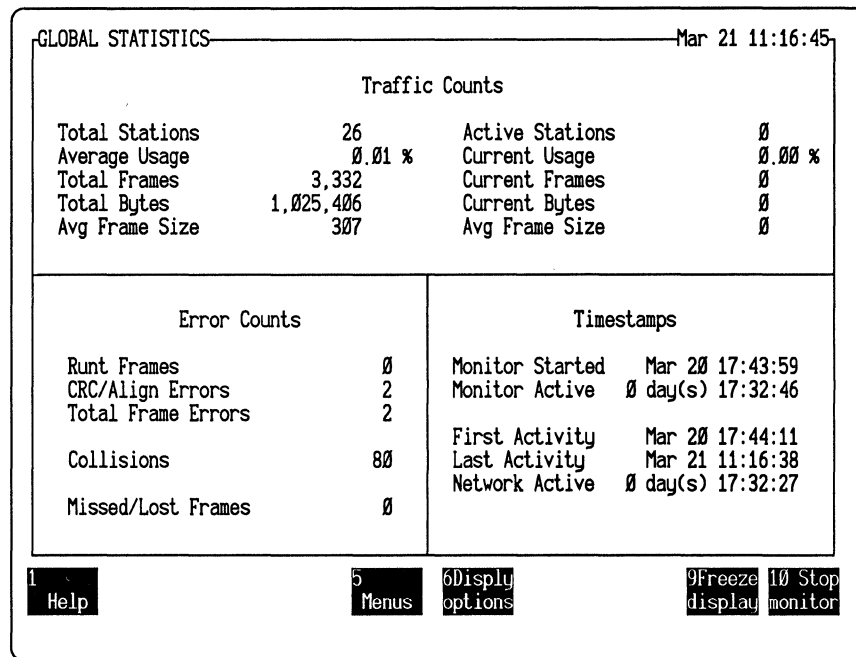 GLOBAL STATISTICS Mar 21 11:16:45
Traffic Counts
Total Stations 26 Active Stations 0
Average Usage 0.01 % Current Usage 0.00 %
Total Frames 3,332 Current Frames 0
Total Bytes 1,025,406 Current Bytes 0
Avg Frame Size 307 Avg Frame Size 0
Error Counts
Runt Frames 0
CRC/Align Errors 2
Total Frame Errors 2
Collisions 80
Missed/Lost Frames 0
Timestamps
Monitor Started Mar 20 17:43:59
Monitor Active 0 day(s) 17:32:46
First Activity Mar 20 17:44:11
Last Activity Mar 21 11:16:38
Network Active 0 day(s) 17:32:27
1 5 6Disply 9Freeze 10 Stop
Help Menus options display monitor